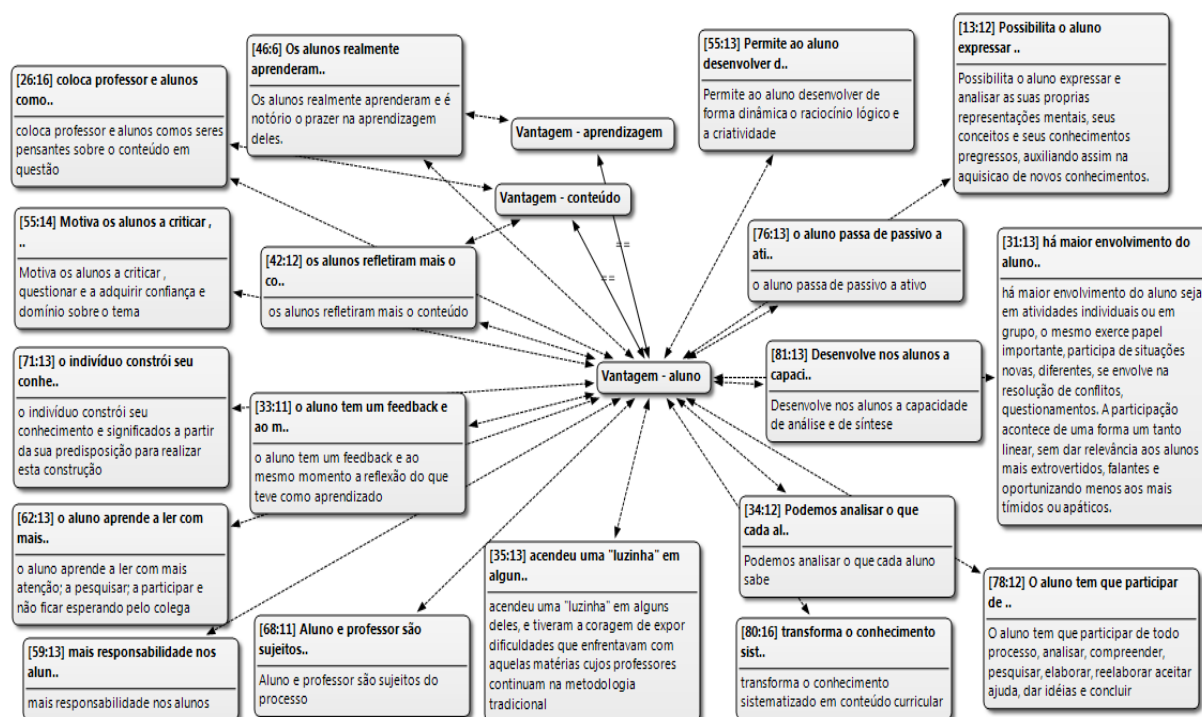 [46:6] Os alunos realmente
aprenderam..
Os alunos realmente aprenderam e é
notório o prazer na aprendizagem
deles.
[55:13] Permite ao aluno
desenvolver d..
Permite ao aluno desenvolver de
forma dinâmica o raciocínio lógico e
a criatividade
[13:12] Possibilita o aluno
expressar ..
Possibilita o aluno expressar e
analisar as suas proprias
representações mentais, seus
conceitos e seus conhecimentos
pregressos, auxiliando assim na
aquisicao de novos conhecimentos.
[26:16] coloca professor e alunos
como..
coloca professor e alunos comos seres
pensantes sobre o conteúdo em
questão
Vantagem - aprendizagem
Vantagem - conteúdo
[55:14] Motiva os alunos a criticar ,
..
Motiva os alunos a criticar ,
questionar e a adquirir confiança e
domínio sobre o tema
[42:12] os alunos refletiram mais o
co..
os alunos refletiram mais o conteúdo
==
==
[76:13] o aluno passa de passivo a
ati..
o aluno passa de passivo a ativo
[31:13] há maior envolvimento do
aluno..
há maior envolvimento do aluno seja
em atividades individuais ou em
grupo, o mesmo exerce papel
importante, participa de situações
novas, diferentes, se envolve na
resolução de conflitos,
questionamentos. A participação
acontece de uma forma um tanto
linear, sem dar relevância aos alunos
mais extrovertidos, falantes e
oportunizando menos aos mais
tímidos ou apáticos.
[71:13] o indivíduo constrói seu
conhe..
o indivíduo constrói seu
conhecimento e significados a partir
da sua predisposição para realizar
esta construção
Vantagem - aluno
[81:13] Desenvolve nos alunos a
capaci..
Desenvolve nos alunos a capacidade
de análise e de síntese
[33:11] o aluno tem um feedback e
ao m..
o aluno tem um feedback e ao
mesmo momento a reflexão do que
teve como aprendizado
[62:13] o aluno aprende a ler com
mais..
o aluno aprende a ler com mais
atenção; a pesquisar; a participar e
não ficar esperando pelo colega
[35:13] acendeu uma "luzinha" em
algun..
acendeu uma "luzinha" em alguns
deles, e tiveram a coragem de expor
dificuldades que enfrentavam com
aquelas matérias cujos professores
continuam na metodologia
tradicional
[34:12] Podemos analisar o que
cada al..
Podemos analisar o que cada aluno
sabe
[78:12] O aluno tem que participar
de ..
O aluno tem que participar de todo
processo, analisar, compreender,
pesquisar, elaborar, reelaborar aceitar
ajuda, dar idéias e concluir
[59:13] mais responsabilidade nos
alun..
mais responsabilidade nos alunos
[68:11] Aluno e professor são
sujeitos..
Aluno e professor são sujeitos do
processo
[80:16] transforma o conhecimento
sist..
transforma o conhecimento
sistematizado em conteúdo curricular